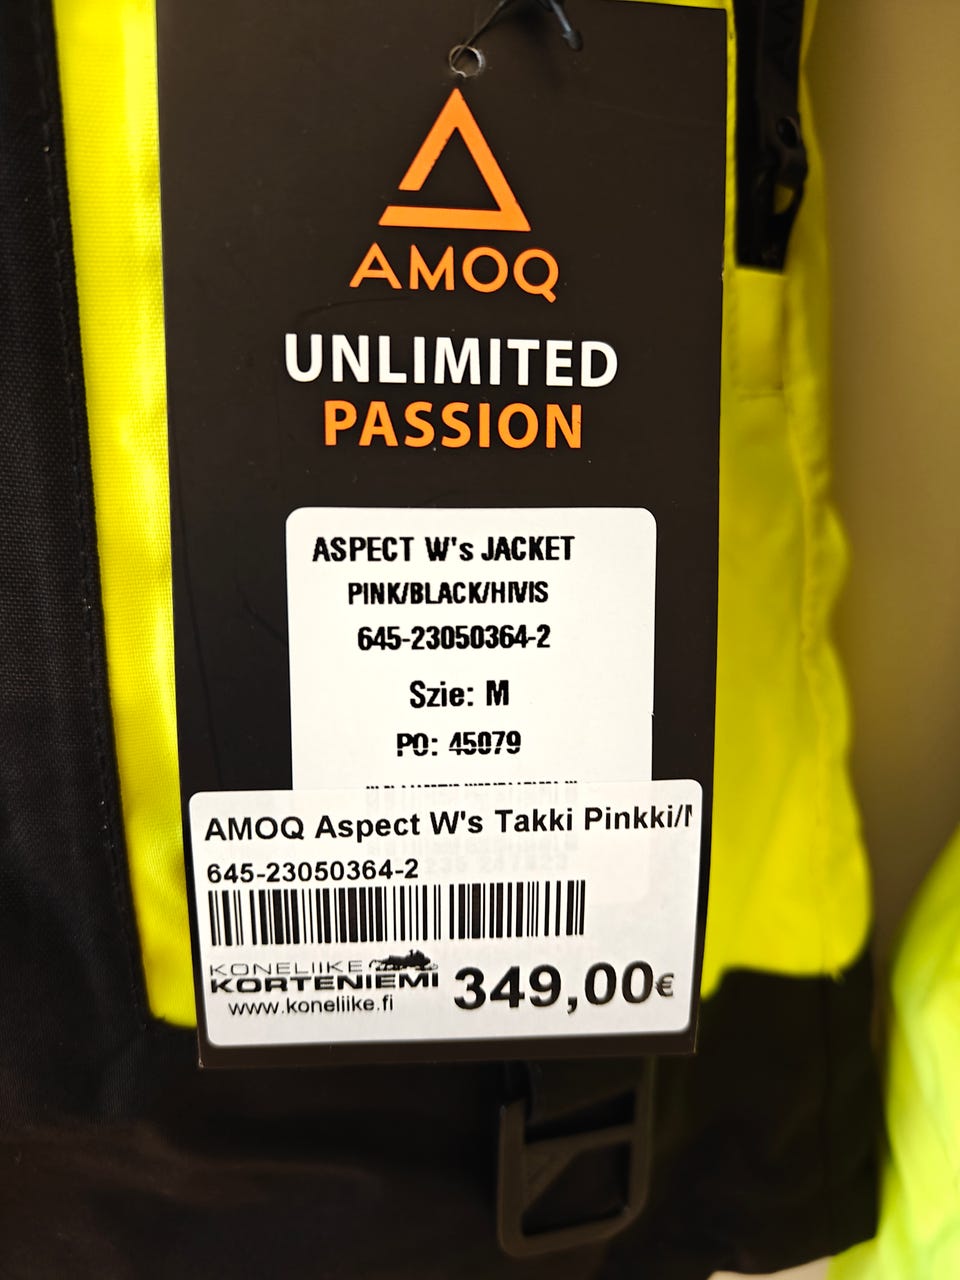 AMOQ
UNLIMITED
PASSION
ASPECT W's JACKET
PINK/BLACK/HIVIS
645-23050364-2
Szie: M
PO: 45079
AMOQ Aspect W's Takki Pinkki/
645-23050364-2
KONELIIKE
KORTENIEMI
www.koneliike.fi
349,00€